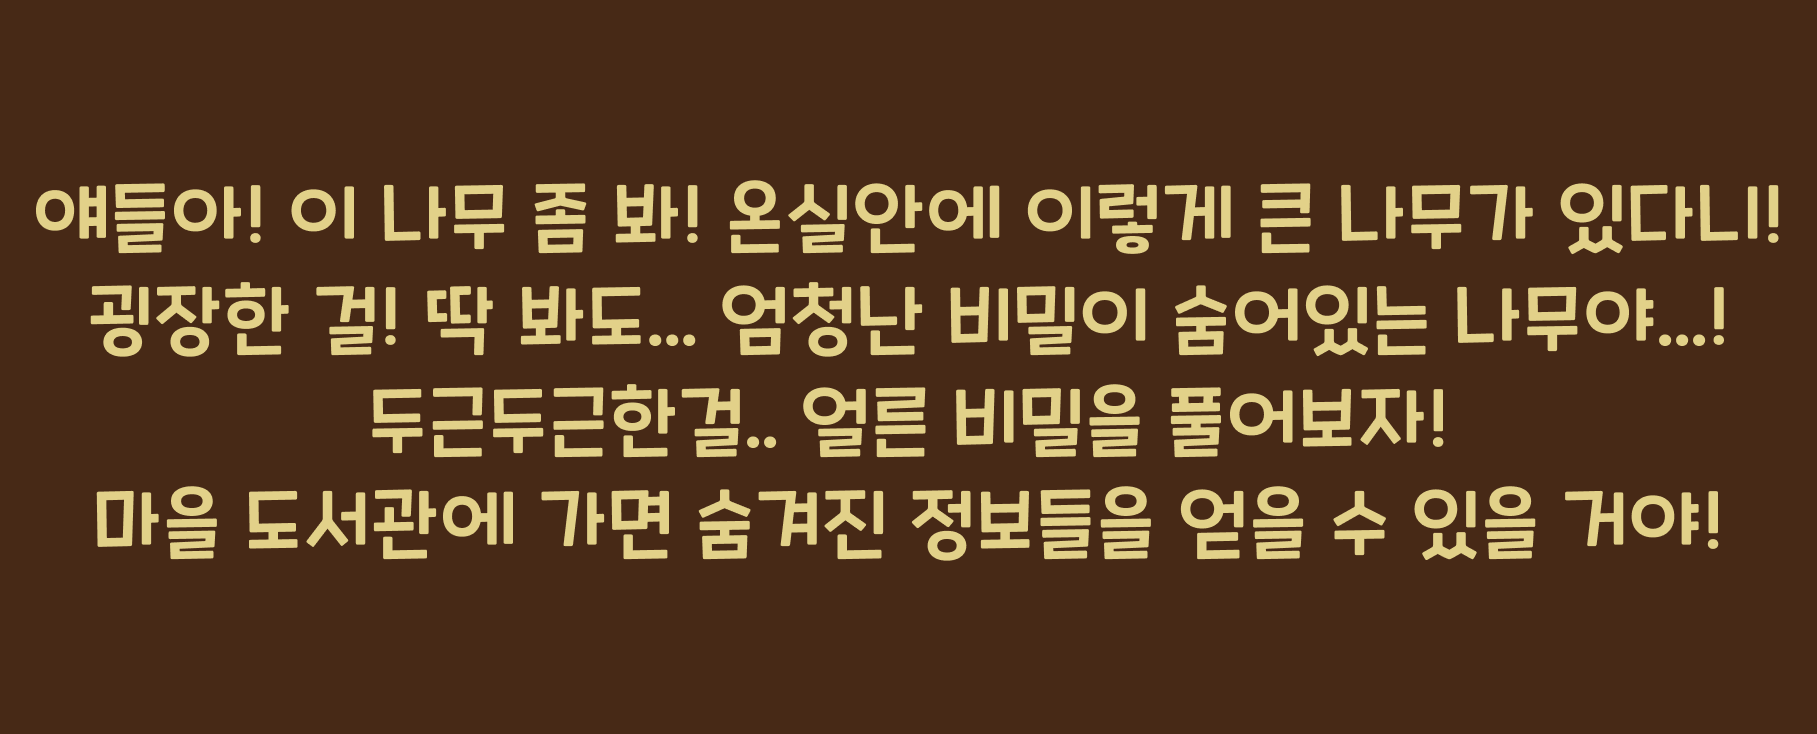 얘들아! 이 나무 좀 봐! 온실안에 이렇게 큰 나무가 있다니!
굉장한 걸! 딱 봐도... 엄청난 비밀이 숨어있는 나무야...!
두근두근한걸.. 얼른 비밀을 풀어보자!
마을 도서관에 가면 숨겨진 정보들을 얻을 수 있을 거야!